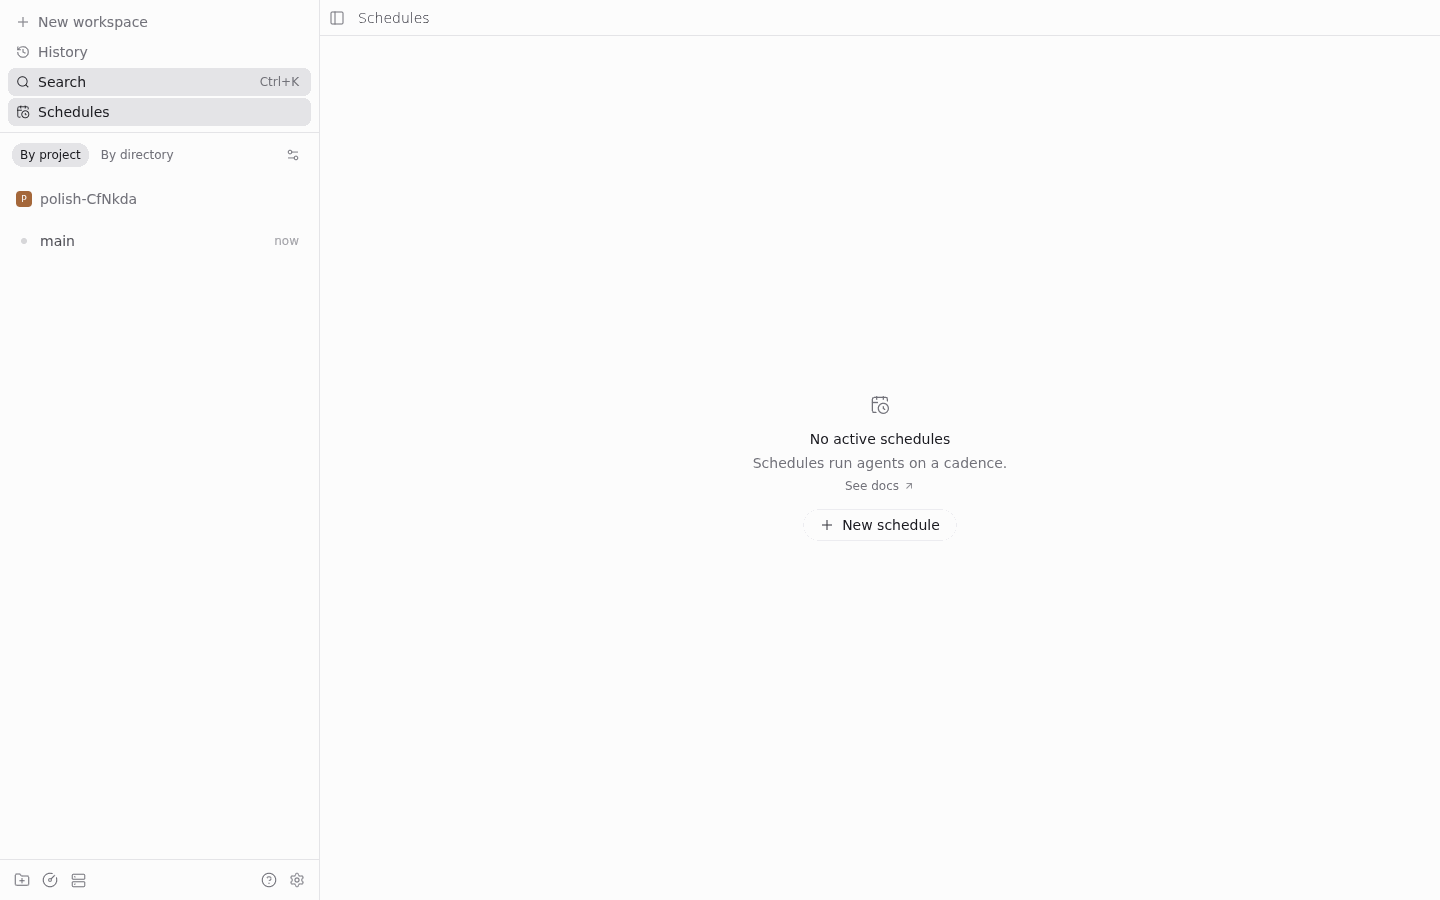 New workspace
History
Search Ctrl+K
Schedules
By project By directory
P polish-CfNkda
main now
Schedules
No active schedules
Schedules run agents on a cadence.
See docs
New schedule